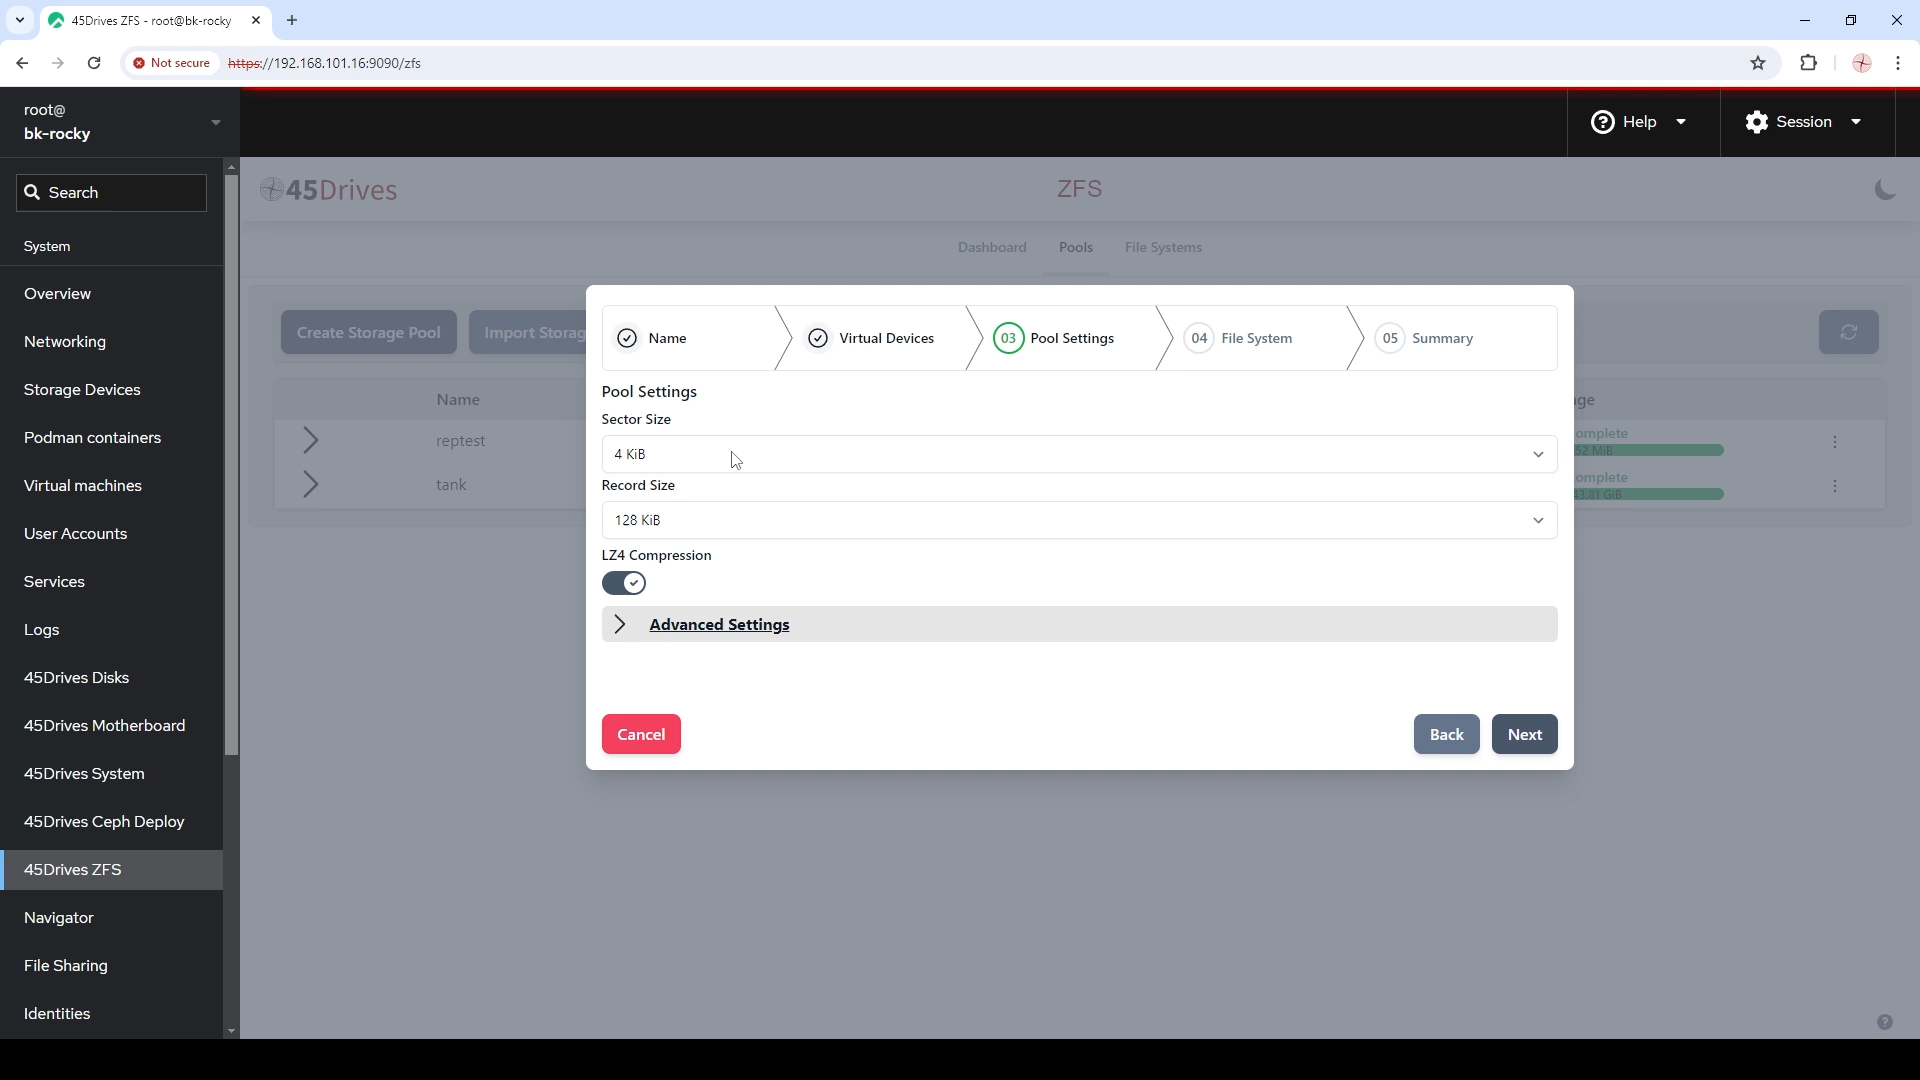 45Drives ZFS - root@bk-rocky
Not secure
https://192.168.101.16:9090/zfs
root@
bk-rocky
Help
Session
Search
System
Overview
Networking
Storage Devices
Podman containers
Virtual machines
User Accounts
Services
Logs
45Drives Disks
45Drives Motherboard
45Drives System
45Drives Ceph Deploy
45Drives ZFS
Navigator
File Sharing
Identities
45Drives
ZFS
Dashboard Pools File Systems
Create Storage Pool
Import Storag
Name
reptest
tank
age
omplete
52 MiB
omplete
43.81 GiB
Name
Virtual Devices
03 Pool Settings
04 File System
05 Summary
Pool Settings
Sector Size
4 KiB
Record Size
128 KiB
LZ4 Compression
Advanced Settings
Cancel
Back
Next